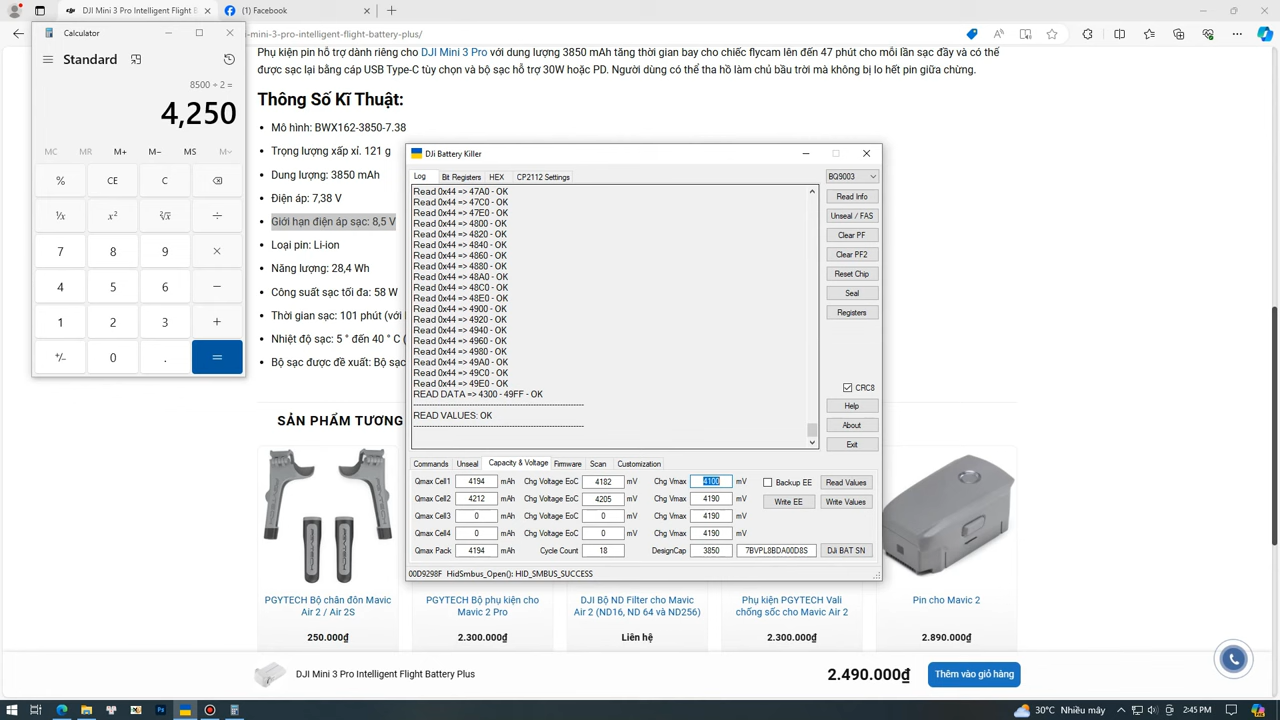 DJI Mini 3 Pro Intelligent Flight B
(1) Facebook
-mini-3-pro-intelligent-flight-battery-plus/
Calculator
Standard
8500 ÷ 2 =
4,250
MC MR M+ M− MS M˅
% CE C
¹/x x² ²√x ÷
7 8 9 ×
4 5 6 −
1 2 3 +
+/− 0 . =
Phụ kiện pin hỗ trợ dành riêng cho DJI Mini 3 Pro với dung lượng 3850 mAh tăng thời gian bay cho chiếc flycam lên đến 47 phút cho mỗi lần sạc đầy và có thể
được sạc lại bằng cáp USB Type-C tùy chọn và bộ sạc hỗ trợ 30W hoặc PD. Người dùng có thể tha hồ làm chủ bầu trời mà không bị lo hết pin giữa chừng.
Thông Số Kĩ Thuật:
Mô hình: BWX162-3850-7.38
Trọng lượng xấp xỉ. 121 g
Dung lượng: 3850 mAh
Điện áp: 7,38 V
Giới hạn điện áp sạc: 8,5 V
Loại pin: Li-ion
Năng lượng: 28,4 Wh
Công suất sạc tối đa: 58 W
Thời gian sạc: 101 phút (với
Nhiệt độ sạc: 5 ° đến 40 ° C (
Bộ sạc được đề xuất: Bộ sạc
SẢN PHẨM TƯƠNG
DJi Battery Killer
Log Bit Registers HEX CP2112 Settings
Read 0x44 => 47A0 - OK
Read 0x44 => 47C0 - OK
Read 0x44 => 47E0 - OK
Read 0x44 => 4800 - OK
Read 0x44 => 4820 - OK
Read 0x44 => 4840 - OK
Read 0x44 => 4860 - OK
Read 0x44 => 4880 - OK
Read 0x44 => 48A0 - OK
Read 0x44 => 48C0 - OK
Read 0x44 => 48E0 - OK
Read 0x44 => 4900 - OK
Read 0x44 => 4920 - OK
Read 0x44 => 4940 - OK
Read 0x44 => 4960 - OK
Read 0x44 => 4980 - OK
Read 0x44 => 49A0 - OK
Read 0x44 => 49C0 - OK
Read 0x44 => 49E0 - OK
READ DATA => 4300 - 49FF - OK
READ VALUES: OK
BQ9003
Read Info
Unseal / FAS
Clear PF
Clear PF2
Reset Chip
Seal
Registers
CRC8
Help
About
Exit
Commands Unseal Capacity & Voltage Firmware Scan Customization
Qmax Cell1 4194 mAh Chg Voltage EoC 4182 mV Chg Vmax 4100 mV Backup EE Read Values
Qmax Cell2 4212 mAh Chg Voltage EoC 4205 mV Chg Vmax 4190 mV Write EE Write Values
Qmax Cell3 0 mAh Chg Voltage EoC 0 mV Chg Vmax 4190 mV
Qmax Cell4 0 mAh Chg Voltage EoC 0 mV Chg Vmax 4190 mV
Qmax Pack 4194 mAh Cycle Count 18 DesignCap 3850 7BVPL8BDA00D8S DJi BAT SN
00D9298F HidSmbus_Open(): HID_SMBUS_SUCCESS
PGYTECH Bộ chân đôn Mavic
Air 2 / Air 2S
250.000₫
PGYTECH Bộ phụ kiện cho
Mavic 2 Pro
2.300.000₫
DJI Bộ ND Filter cho Mavic
Air 2 (ND16, ND 64 và ND256)
Liên hệ
Phụ kiện PGYTECH Vali
chống sốc cho Mavic Air 2
2.300.000₫
Pin cho Mavic 2
2.890.000₫
DJI Mini 3 Pro Intelligent Flight Battery Plus
2.490.000₫
Thêm vào giỏ hàng
30°C Nhiều mây
2:45 PM